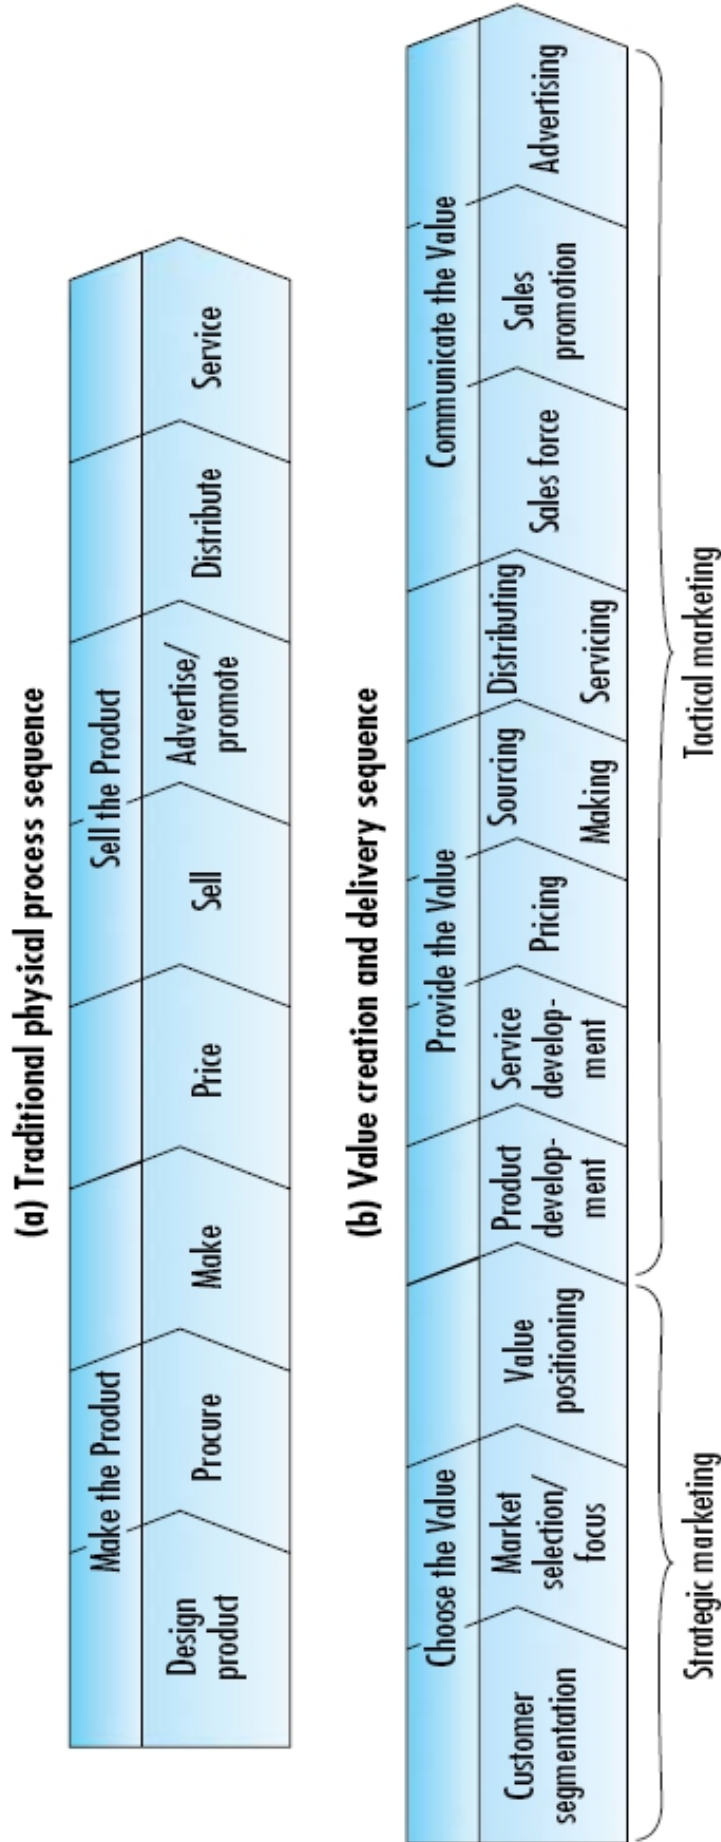 (a) Traditional physical process sequence
Make the Product
Sell the Product
Design
product
Procure
Make
Price
Sell
Advertise/
promote
Distribute
Service
(b) Value creation and delivery sequence
Choose the Value
Provide the Value
Communicate the Value
Customer
segmentation
Market
selection/
focus
Value
positioning
Product
develop-
ment
Service
develop-
ment
Pricing
Sourcing
Making
Distributing
Servicing
Sales force
Sales
promotion
Advertising
Strategic marketing
Tactical marketing